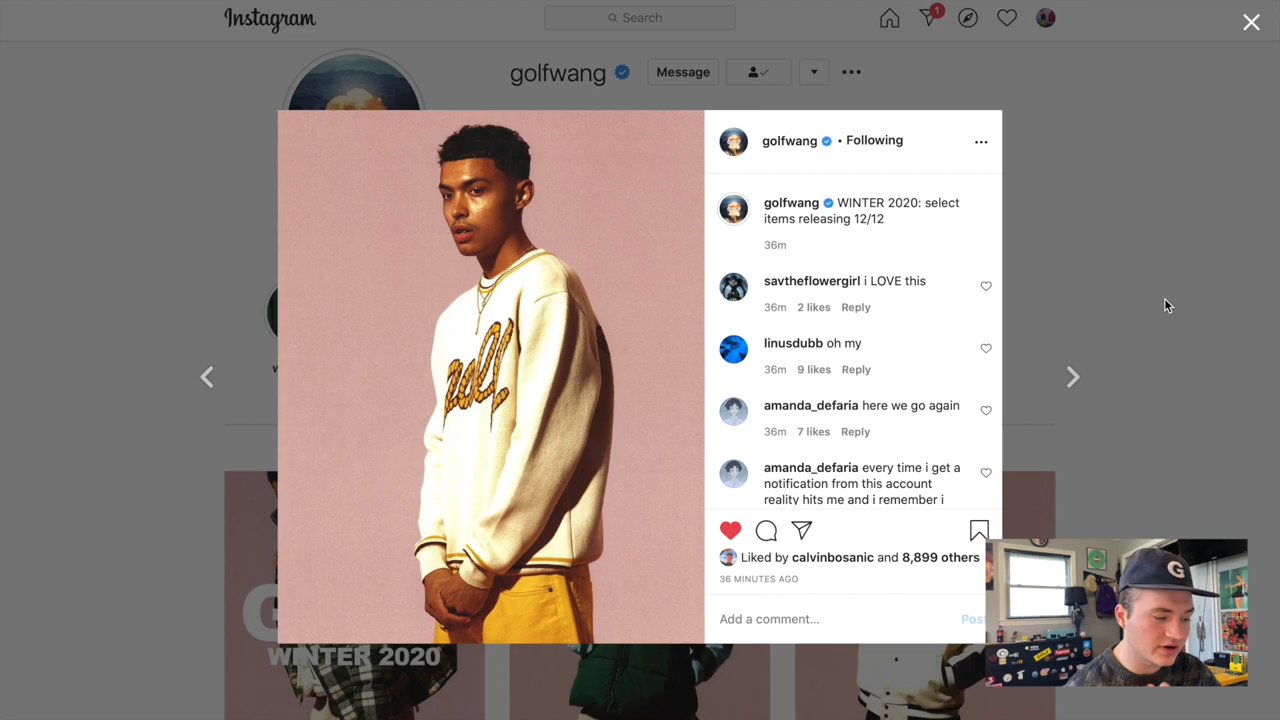 Instagram
Search
1
golfwang
Message
golfwang • Following
golfwang WINTER 2020: select
items releasing 12/12
36m
savtheflowergirl i LOVE this
36m 2 likes Reply
linusdubb oh my
36m 9 likes Reply
amanda_defaria here we go again
36m 7 likes Reply
amanda_defaria every time i get a
notification from this account
reality hits me and i remember i
Liked by calvinbosanic and 8,899 others
36 MINUTES AGO
Add a comment...
Post
golf
G
WINTER 2020
G